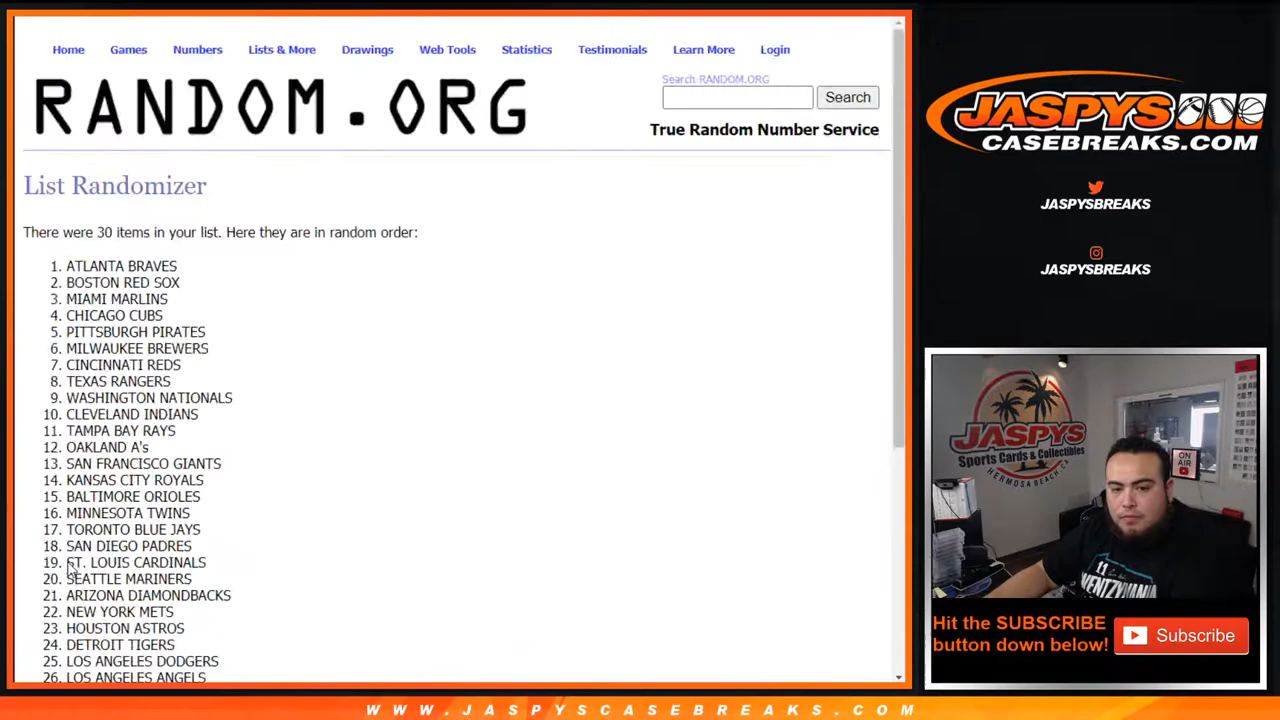 Home Games Numbers Lists & More Drawings Web Tools Statistics Testimonials Learn More Login
Search RANDOM.ORG
RANDOM.ORG
Search
True Random Number Service
List Randomizer
There were 30 items in your list. Here they are in random order:
1. ATLANTA BRAVES
2. BOSTON RED SOX
3. MIAMI MARLINS
4. CHICAGO CUBS
5. PITTSBURGH PIRATES
6. MILWAUKEE BREWERS
7. CINCINNATI REDS
8. TEXAS RANGERS
9. WASHINGTON NATIONALS
10. CLEVELAND INDIANS
11. TAMPA BAY RAYS
12. OAKLAND A's
13. SAN FRANCISCO GIANTS
14. KANSAS CITY ROYALS
15. BALTIMORE ORIOLES
16. MINNESOTA TWINS
17. TORONTO BLUE JAYS
18. SAN DIEGO PADRES
19. ST. LOUIS CARDINALS
20. SEATTLE MARINERS
21. ARIZONA DIAMONDBACKS
22. NEW YORK METS
23. HOUSTON ASTROS
24. DETROIT TIGERS
25. LOS ANGELES DODGERS
26. LOS ANGELES ANGELS
JASPYS
CASEBREAKS.COM
JASPYSBREAKS
JASPYSBREAKS
JASPYS
Sports Cards & Collectibles
HERMOSA BEACH, CA
ON
AIR
11
Hit the SUBSCRIBE
button down below!
Subscribe
WWW.JASPYSCASEBREAKS.COM